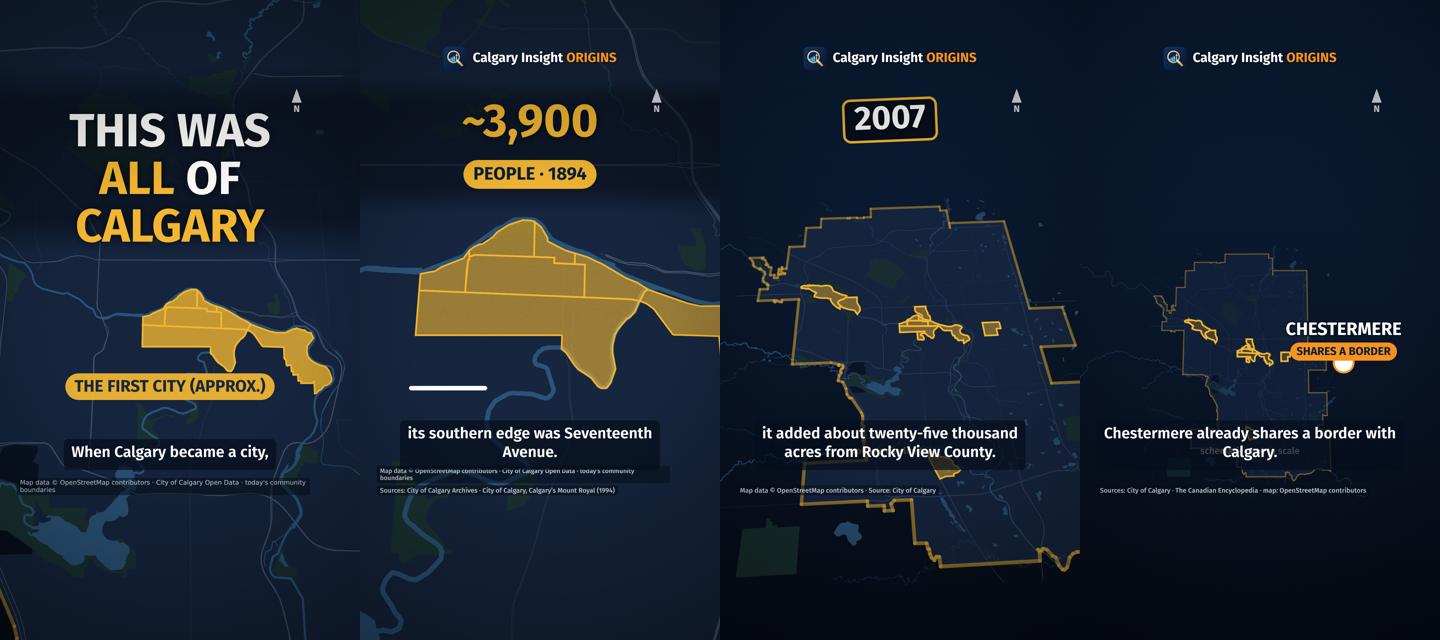 THIS WAS
ALL OF
CALGARY
N
THE FIRST CITY (APPROX.)
When Calgary became a city,
Map data © OpenStreetMap contributors · City of Calgary Open Data · today's community
boundaries
Calgary Insight ORIGINS
~3,900
N
PEOPLE · 1894
its southern edge was Seventeenth
Avenue.
Map data © OpenStreetMap contributors · City of Calgary Open Data · today's community
boundaries
Sources: City of Calgary Archives · City of Calgary, Calgary's Mount Royal (1994)
Calgary Insight ORIGINS
2007
N
it added about twenty-five thousand
acres from Rocky View County.
Map data © OpenStreetMap contributors · Source: City of Calgary
Calgary Insight ORIGINS
N
CHESTERMERE
SHARES A BORDER
Chestermere already shares a border with
Calgary.
scale
Sources: City of Calgary · The Canadian Encyclopedia · map: OpenStreetMap contributors